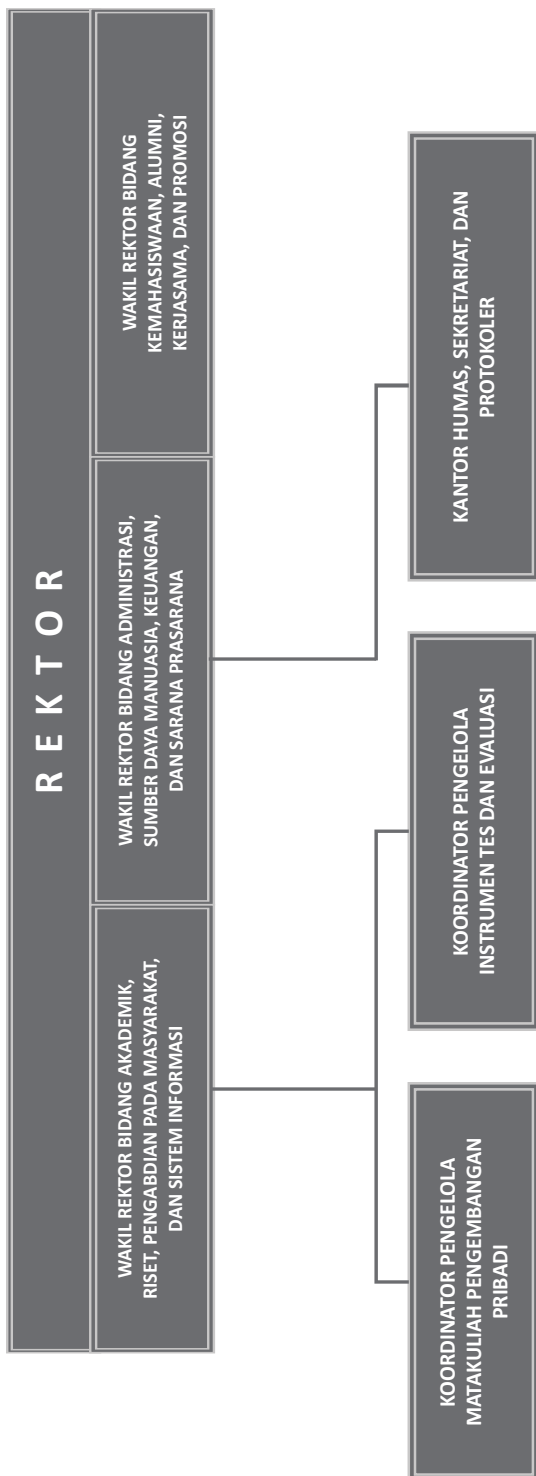 R E K T O R
WAKIL REKTOR BIDANG AKADEMIK,
RISET, PENGABDIAN PADA MASYARAKAT,
DAN SISTEM INFORMASI
WAKIL REKTOR BIDANG ADMINISTRASI,
SUMBER DAYA MANUASIA, KEUANGAN,
DAN SARANA PRASARANA
WAKIL REKTOR BIDANG
KEMAHASISWAAN, ALUMNI,
KERJASAMA, DAN PROMOSI
KOORDINATOR PENGELOLA
MATAKULIAH PENGEMBANGAN
PRIBADI
KOORDINATOR PENGELOLA
INSTRUMEN TES DAN EVALUASI
KANTOR HUMAS, SEKRETARIAT, DAN
PROTOKOLER